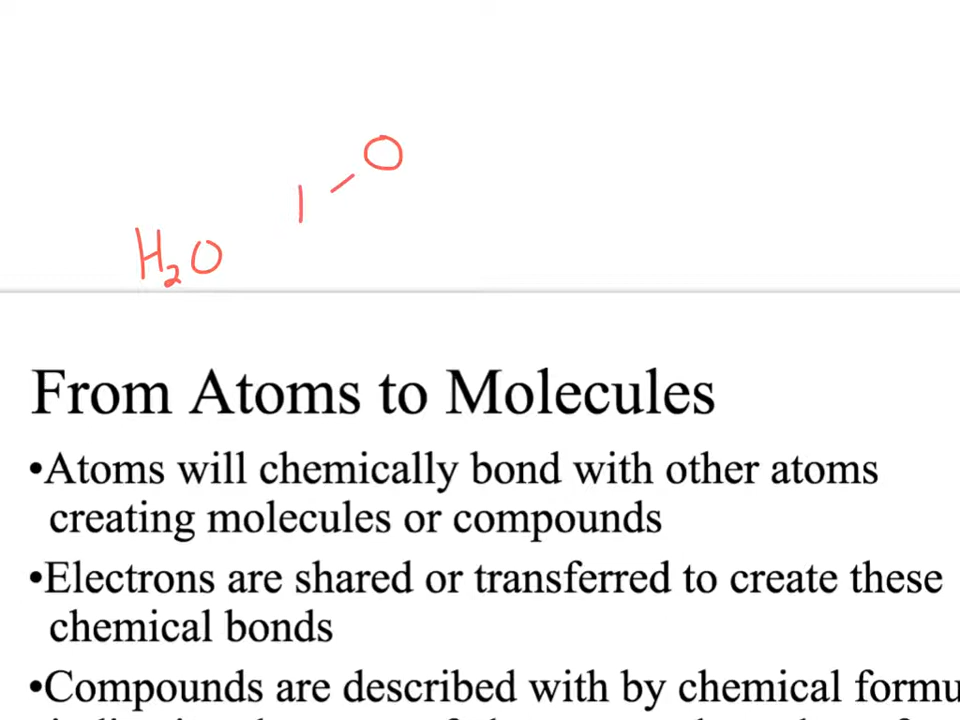 O
H₂O
From Atoms to Molecules
•Atoms will chemically bond with other atoms
creating molecules or compounds
•Electrons are shared or transferred to create these
chemical bonds
•Compounds are described with by chemical formu